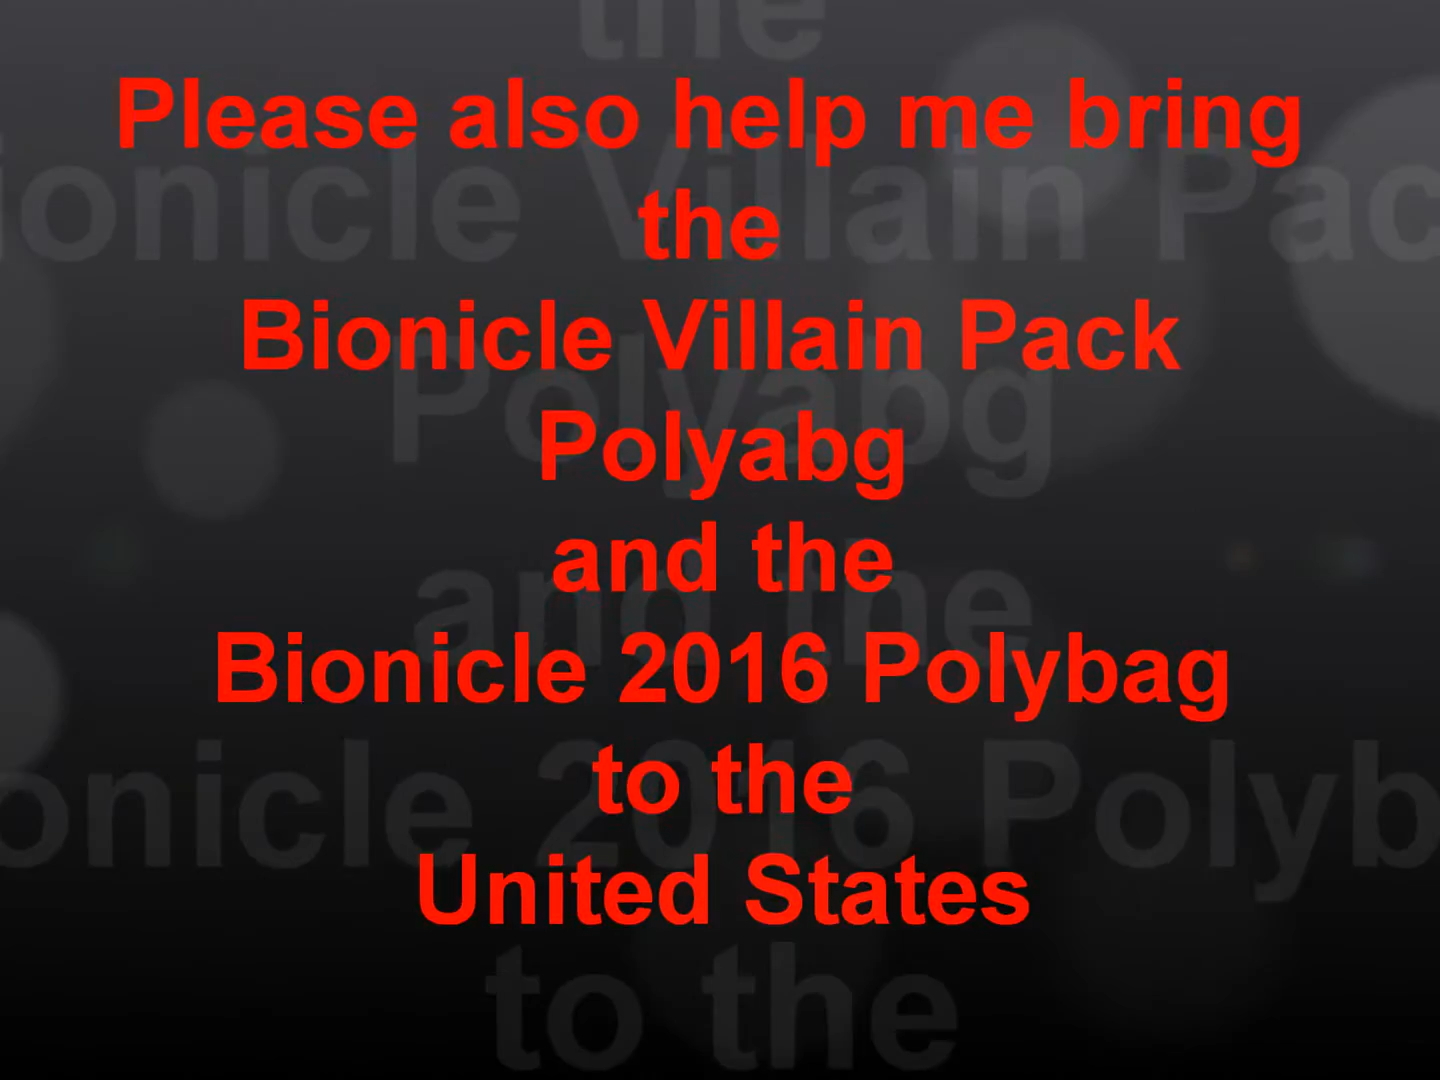 Please also help me bring
the
Bionicle Villain Pack
Polyabg
and the
Bionicle 2016 Polybag
to the
United States